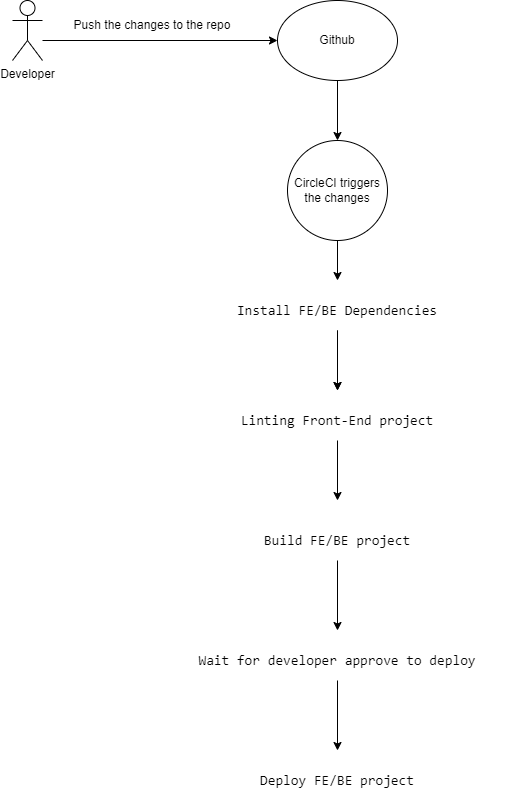 Push the changes to the repo
Github
Developer
CircleCI triggers
the changes
Install FE/BE Dependencies
Linting Front-End project
Build FE/BE project
Wait for developer approve to deploy
Deploy FE/BE project